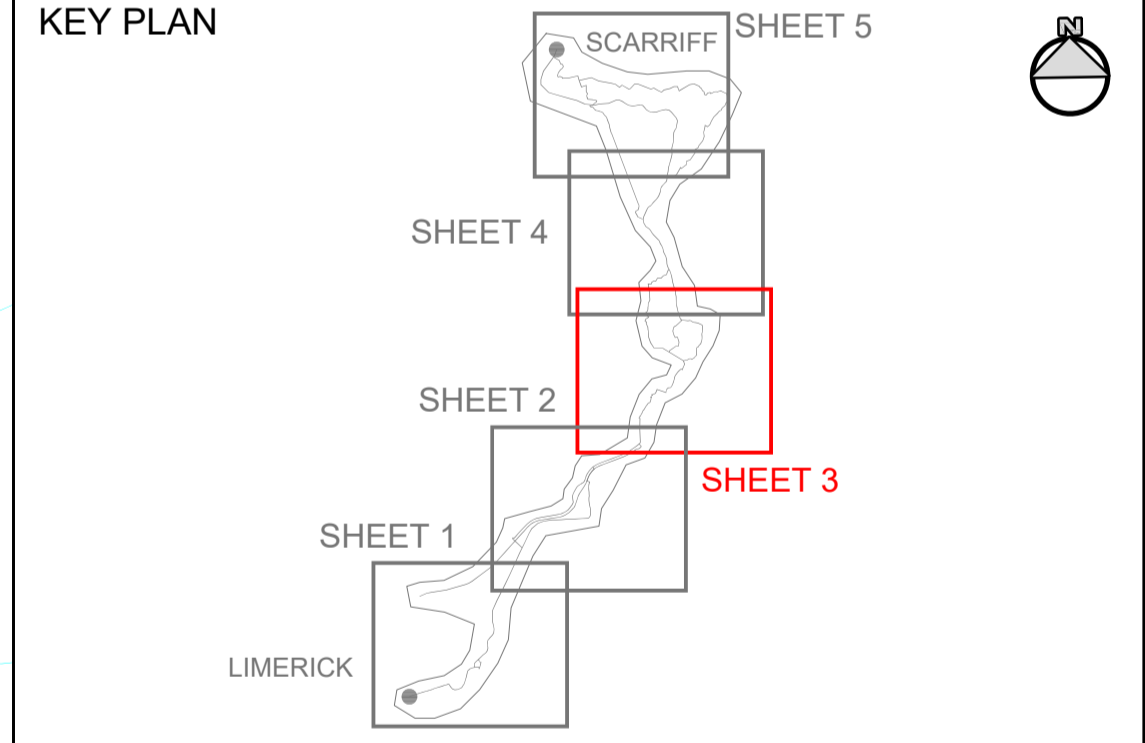 KEY PLAN
SCARRIFF
SHEET 5
N
SHEET 4
SHEET 2
SHEET 3
SHEET 1
LIMERICK